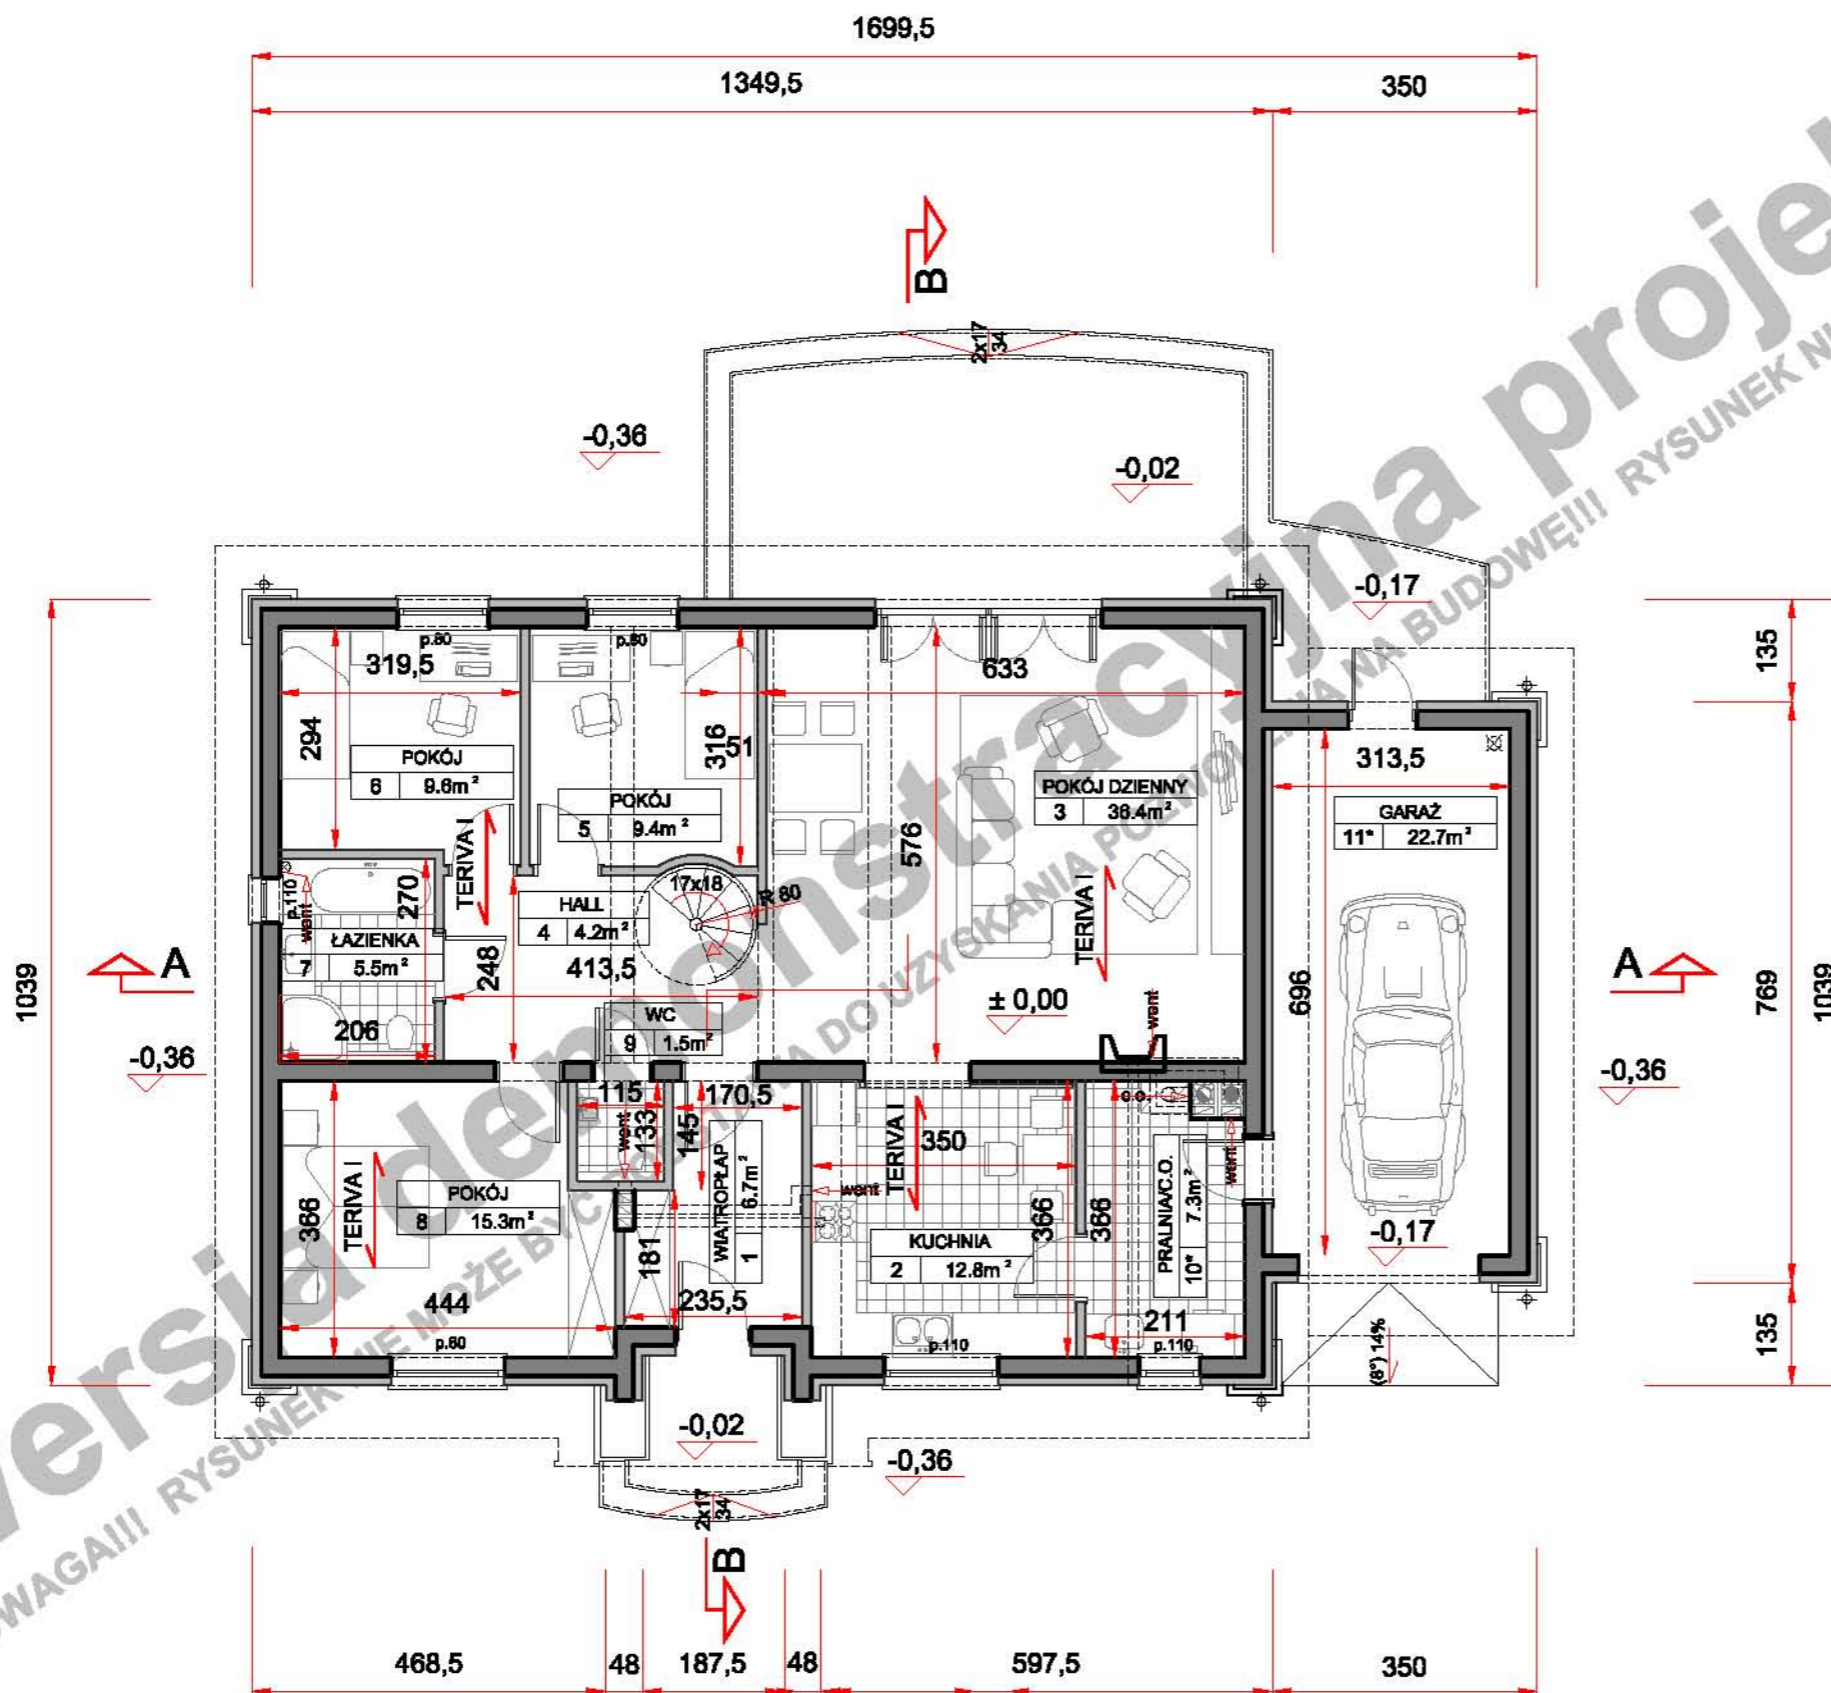 1699,5
1349,5
350
B
2x17
34
-0,36
-0,02
-0,17
135
p.80
p.80
319,5
633
294
316
51
313,5
POKÓJ
6 9.6m²
POKÓJ DZIENNY
3 36.4m²
POKÓJ
5 9.4m²
GARAŻ
11* 22.7m²
576
TERIVA I
17x18
R 80
270
p.110
went
HALL
4 4.2m²
ŁAZIENKA
7 5.5m²
TERIVA I
A
A
248
413,5
1039
696
769
1039
± 0,00
went
206
WC
9 1.5m²
-0,36
-0,36
115
170,5
c.o.
went
133
145
TERIVA I
350
went
WIATROPŁAP
1 6.7m²
PRALNIA/C.O.
10* 7.3m²
went
TERIVA I
POKÓJ
8 15.3m²
366
181
366
366
KUCHNIA
2 12.8m²
-0,17
444
235,5
211
p.80
p.110
p.110
(8°) 14%
135
-0,02
-0,36
2x17
34
B
468,5
48
187,5
48
597,5
350
wersja demonstracyjna proje
UWAGA!!! RYSUNEK NIE MOŻE BYĆ PODSTAWĄ DO UZYSKANIA POZWOLENIA NA BUDOWĘ!!! RYSUNEK NI